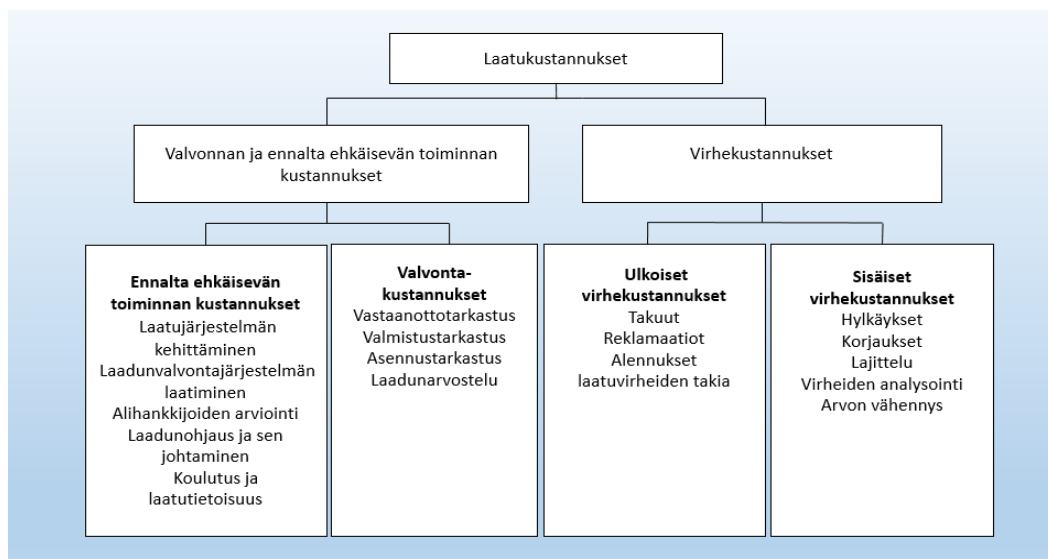 Laatukustannukset
Valvonnan ja ennalta ehkäisevän toiminnan
kustannukset
Virhekustannukset
Ennalta ehkäisevän
toiminnan kustannukset
Laatujärjestelmän
kehittäminen
Laadunvalvontajärjestelmän
laatiminen
Alihankkijoiden arviointi
Laadunohjaus ja sen
johtaminen
Koulutus ja
laatutietoisuus
Valvonta-
kustannukset
Vastaanottotarkastus
Valmistustarkastus
Asennustarkastus
Laadunarvostelu
Ulkoiset
virhekustannukset
Takuut
Reklamaatiot
Alennukset
laatuvirheiden takia
Sisäiset
virhekustannukset
Hylkäykset
Korjaukset
Lajittelu
Virheiden analysointi
Arvon vähennys